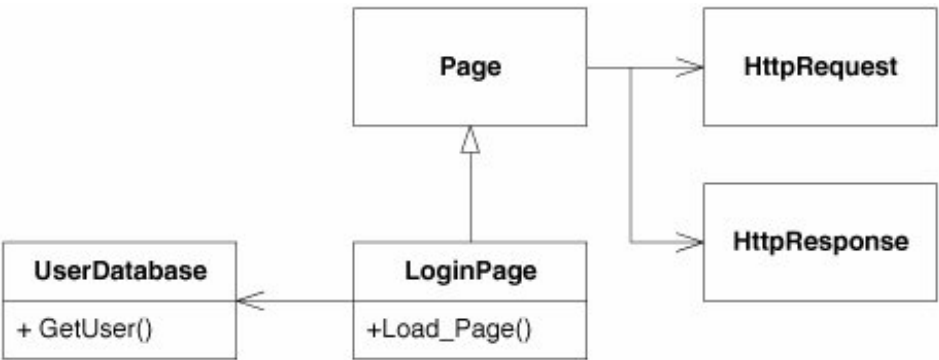 Page
HttpRequest
HttpResponse
UserDatabase
+ GetUser()
LoginPage
+Load_Page()